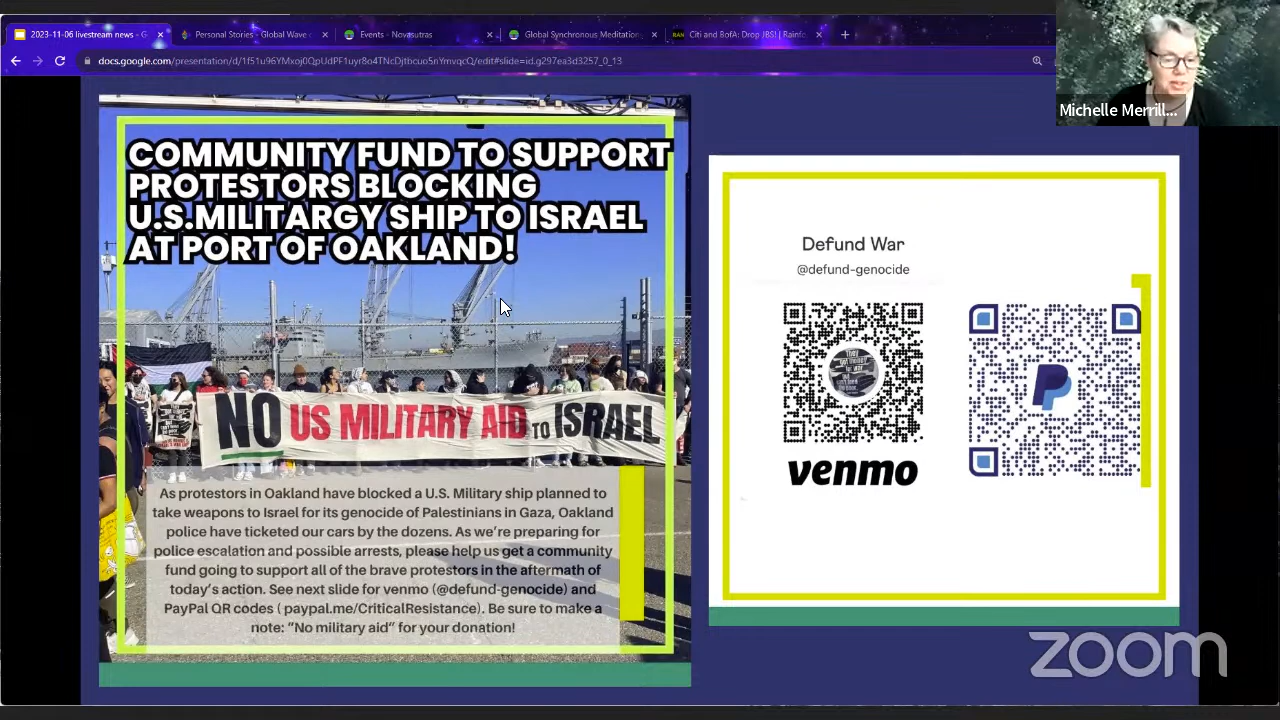 2023-11-06 livestream news - G
Personal Stories - Global Wave
Events - Novasutras
Global Synchronous Meditation
Citi and BofA: Drop JBS! | Rainfo
docs.google.com/presentation/d/
Michelle Merrill...
COMMUNITY FUND TO SUPPORT
PROTESTORS BLOCKING
U.S.MILITARGY SHIP TO ISRAEL
AT PORT OF OAKLAND!
NO US MILITARY AID TO ISRAEL
As protestors in Oakland have blocked a U.S. Military ship planned to
take weapons to Israel for its genocide of Palestinians in Gaza, Oakland
police have ticketed our cars by the dozens. As we're preparing for
police escalation and possible arrests, please help us get a community
fund going to support all of the brave protestors in the aftermath of
today's action. See next slide for venmo (@defund-genocide) and
PayPal QR codes ( paypal.me/CriticalResistance). Be sure to make a
note: "No military aid" for your donation!
Defund War
@defund-genocide
venmo
zoom